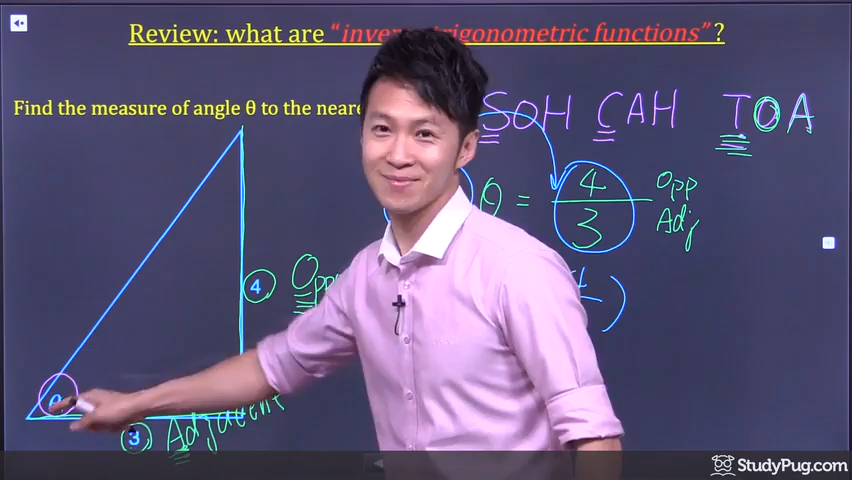 Review: what are "inve trigonometric functions"?
Find the measure of angle θ to the neare
SOH CAH TOA
θ = 4/3 Opp Adj
4 Opp
θ
3 Adjacent
StudyPug.com